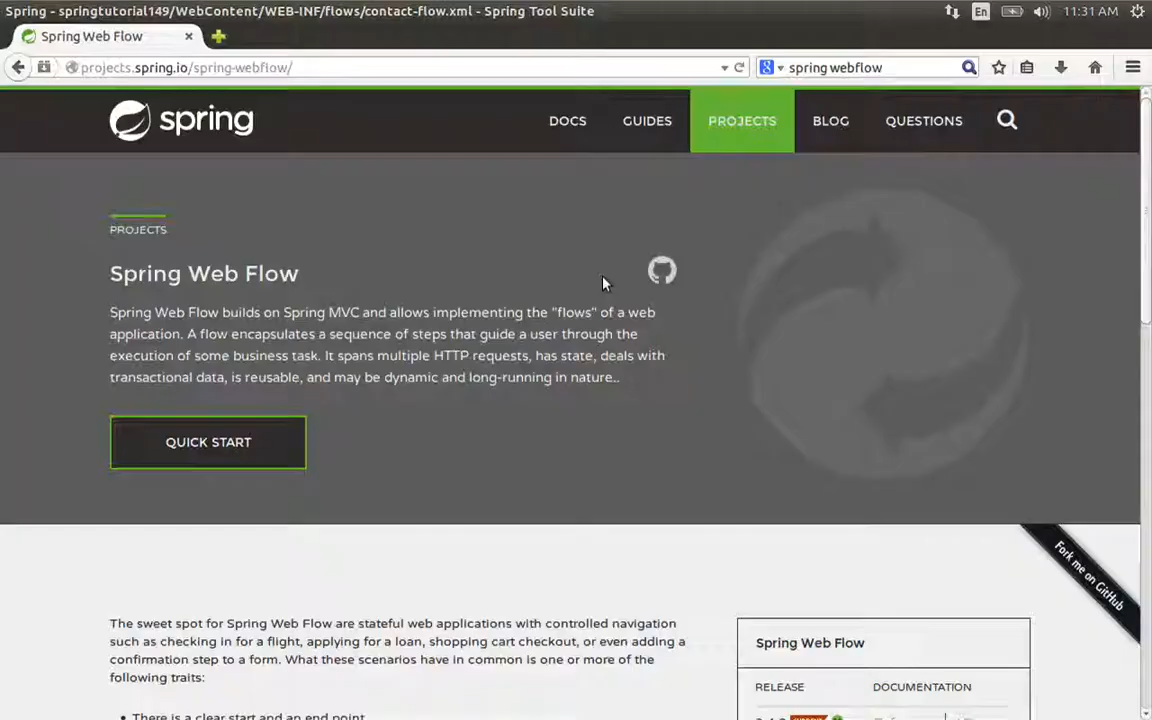 Spring - springtutorial149/WebContent/WEB-INF/flows/contact-flow.xml - Spring Tool Suite
En
11:31 AM
Spring Web Flow
projects.spring.io/spring-webflow/
spring webflow
spring
DOCS
GUIDES
PROJECTS
BLOG
QUESTIONS
PROJECTS
Spring Web Flow
Spring Web Flow builds on Spring MVC and allows implementing the "flows" of a web
application. A flow encapsulates a sequence of steps that guide a user through the
execution of some business task. It spans multiple HTTP requests, has state, deals with
transactional data, is reusable, and may be dynamic and long-running in nature..
QUICK START
Fork me on GitHub
The sweet spot for Spring Web Flow are stateful web applications with controlled navigation
such as checking in for a flight, applying for a loan, shopping cart checkout, or even adding a
confirmation step to a form. What these scenarios have in common is one or more of the
following traits:
• There is a clear start and an end point.
Spring Web Flow
RELEASE
DOCUMENTATION